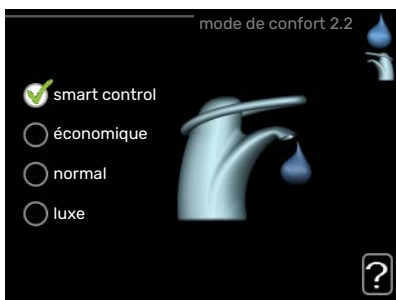 mode de confort 2.2
smart control
économique
normal
luxe
?